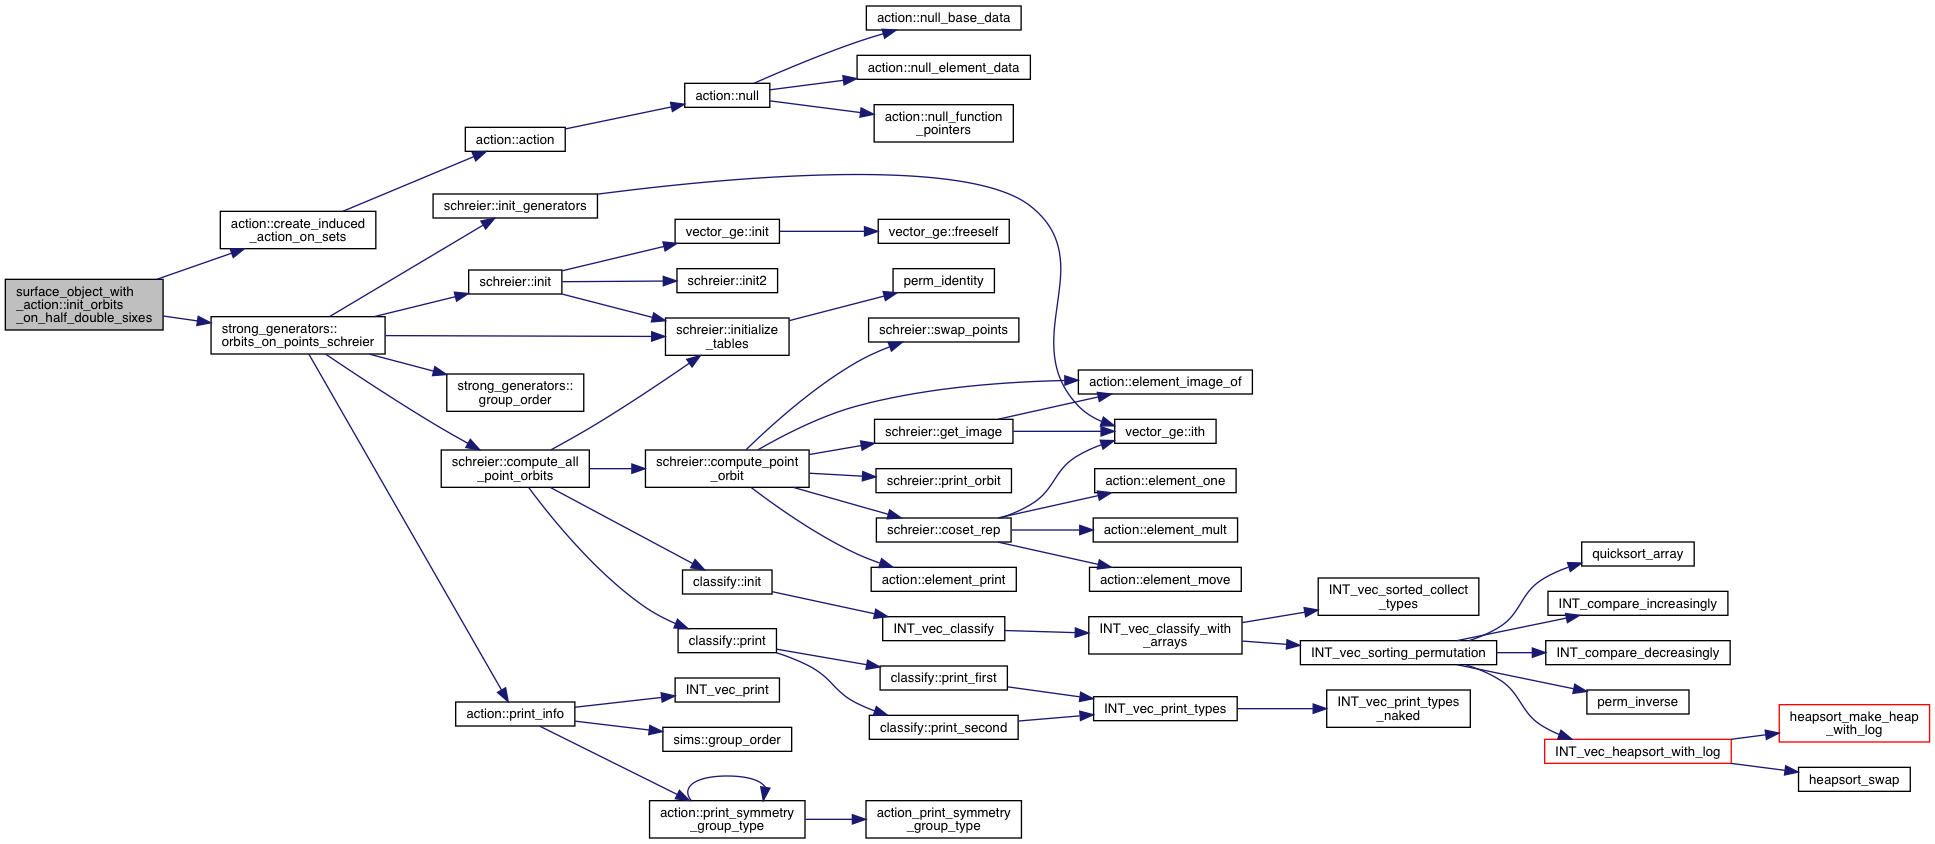 surface_object_with
_action::init_orbits
_on_half_double_sixes
action::create_induced
_action_on_sets
strong_generators::
orbits_on_points_schreier
action::action
action::null
action::null_base_data
action::null_element_data
action::null_function
_pointers
schreier::init_generators
schreier::init
strong_generators::
group_order
schreier::compute_all
_point_orbits
action::print_info
vector_ge::init
schreier::init2
schreier::initialize
_tables
vector_ge::freeself
perm_identity
schreier::compute_point
_orbit
schreier::swap_points
action::element_image_of
schreier::get_image
vector_ge::ith
schreier::print_orbit
schreier::coset_rep
action::element_one
action::element_mult
action::element_move
action::element_print
classify::init
classify::print
INT_vec_classify
INT_vec_classify_with
_arrays
INT_vec_sorted_collect
_types
INT_vec_sorting_permutation
quicksort_array
INT_compare_increasingly
INT_compare_decreasingly
perm_inverse
INT_vec_heapsort_with_log
heapsort_make_heap
_with_log
heapsort_swap
classify::print_first
classify::print_second
INT_vec_print_types
INT_vec_print_types
_naked
INT_vec_print
sims::group_order
action::print_symmetry
_group_type
action_print_symmetry
_group_type